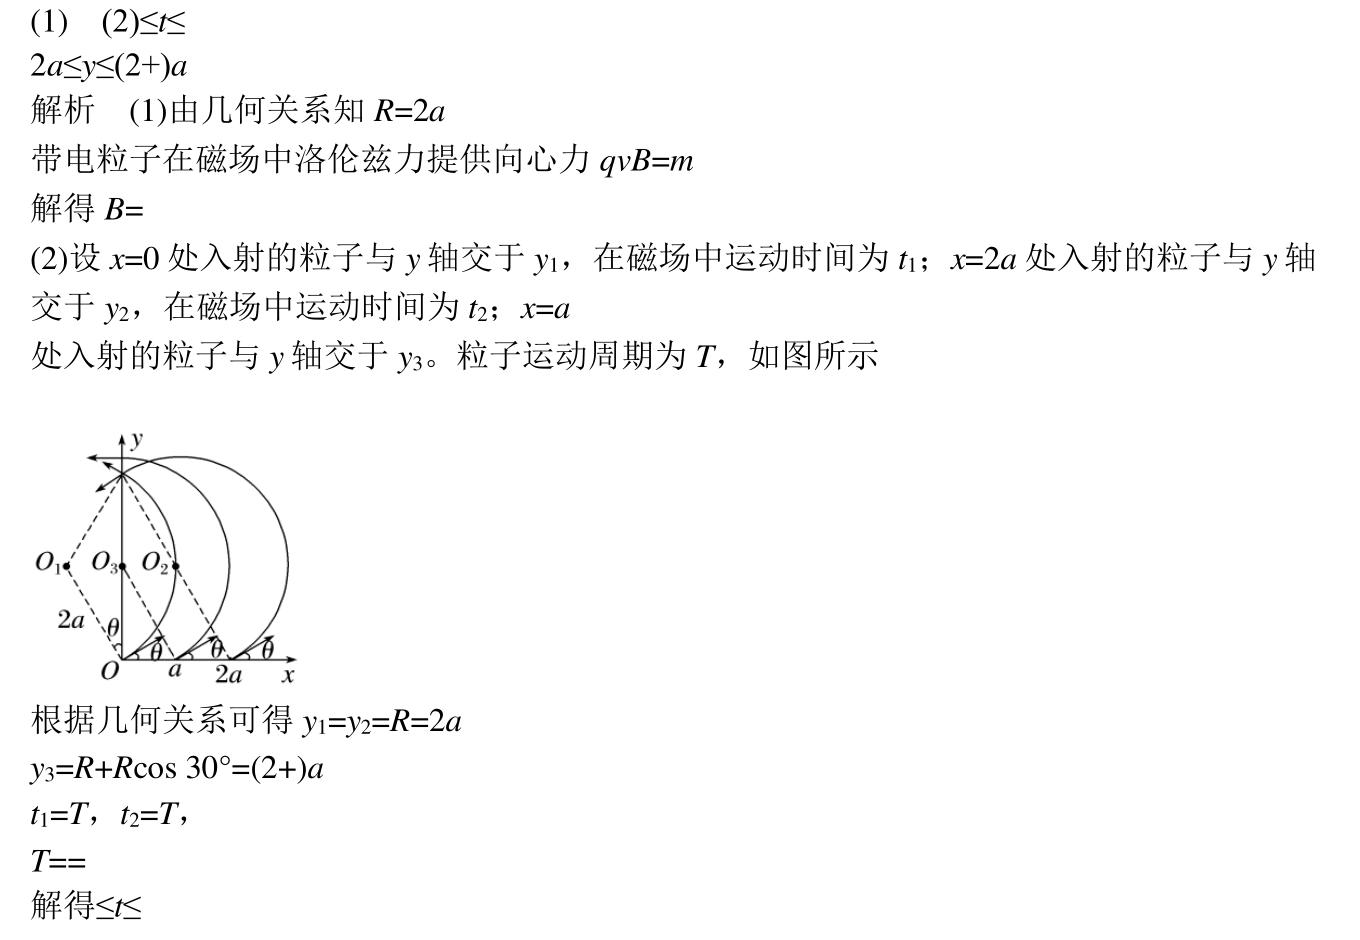 (1) (2)≤t≤
2a≤y≤(2+)a
解析 (1)由几何关系知 R=2a
带电粒子在磁场中洛伦兹力提供向心力 qvB=m
解得 B=
(2)设 x=0 处入射的粒子与 y 轴交于 y₁，在磁场中运动时间为 t₁；x=2a 处入射的粒子与 y 轴
交于 y₂，在磁场中运动时间为 t₂；x=a
处入射的粒子与 y 轴交于 y₃。粒子运动周期为 T，如图所示
y
O₁ O₃ O₂
2a θ
θ θ θ
O a 2a x
根据几何关系可得 y₁=y₂=R=2a
y₃=R+Rcos 30°=(2+)a
t₁=T，t₂=T，
T==
解得≤t≤